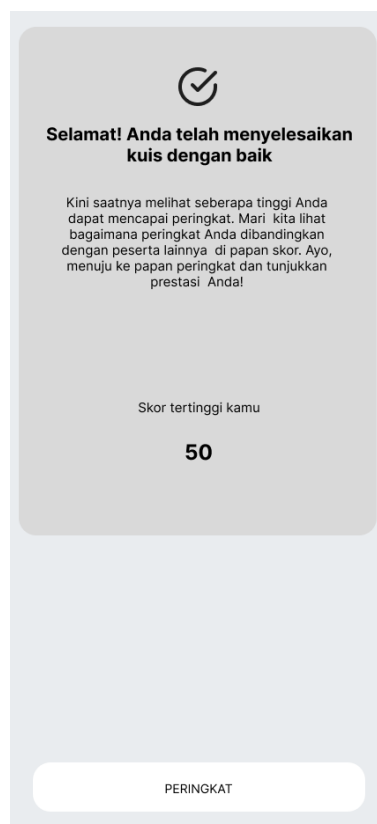 Selamat! Anda telah menyelesaikan
kuis dengan baik
Kini saatnya melihat seberapa tinggi Anda
dapat mencapai peringkat. Mari  kita lihat
bagaimana peringkat Anda dibandingkan
dengan peserta lainnya  di papan skor. Ayo,
menuju ke papan peringkat dan tunjukkan
prestasi  Anda!
Skor tertinggi kamu
50
PERINGKAT